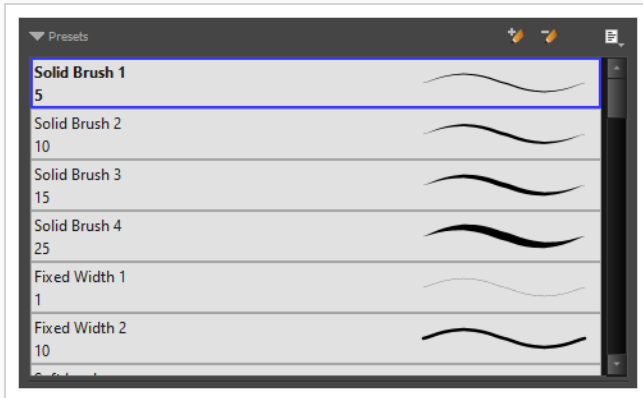 Presets
Solid Brush 1
5
Solid Brush 2
10
Solid Brush 3
15
Solid Brush 4
25
Fixed Width 1
1
Fixed Width 2
10